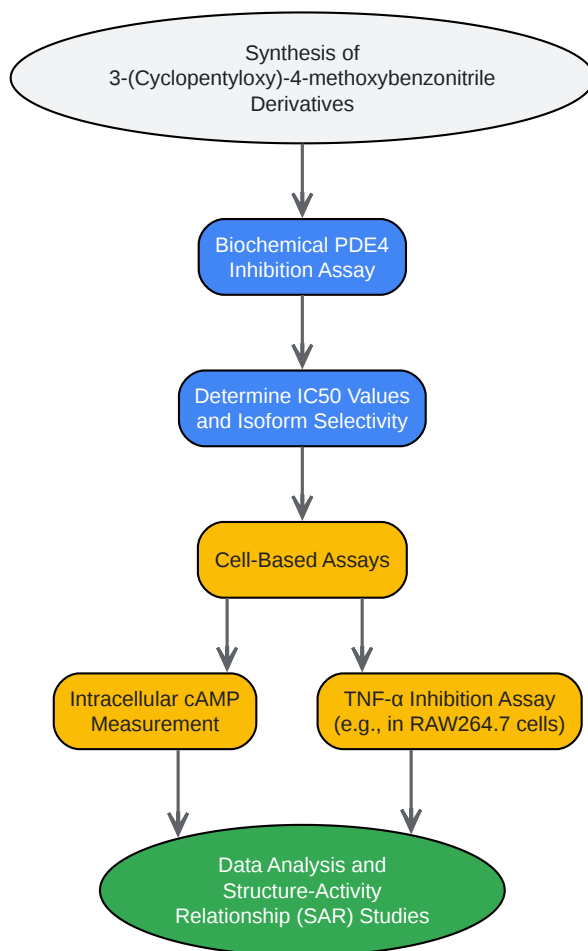 Synthesis of
3-(Cyclopentyloxy)-4-methoxybenzonitrile
Derivatives
Biochemical PDE4
Inhibition Assay
Determine IC50 Values
and Isoform Selectivity
Cell-Based Assays
Intracellular cAMP
Measurement
TNF-α Inhibition Assay
(e.g., in RAW264.7 cells)
Data Analysis and
Structure-Activity
Relationship (SAR) Studies